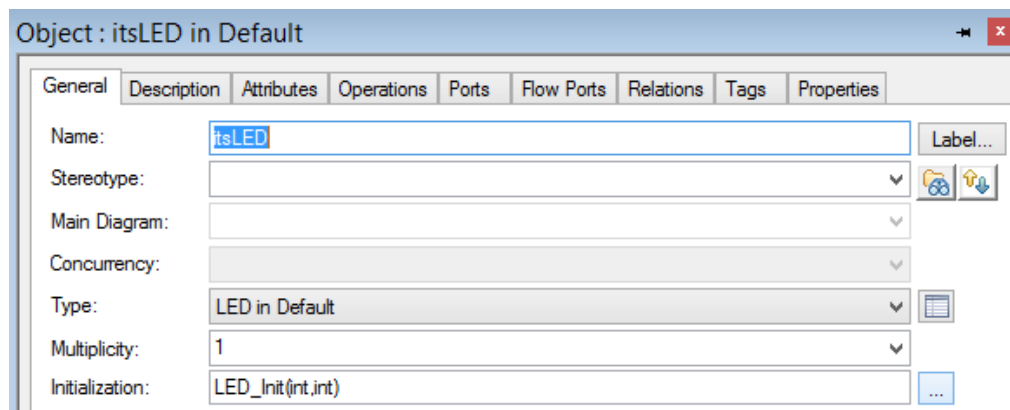 Object : itsLED in Default
General Description Attributes Operations Ports Flow Ports Relations Tags Properties
Name: itsLED Label...
Stereotype:
Main Diagram:
Concurrency:
Type: LED in Default
Multiplicity: 1
Initialization: LED_Init(int,int) ...